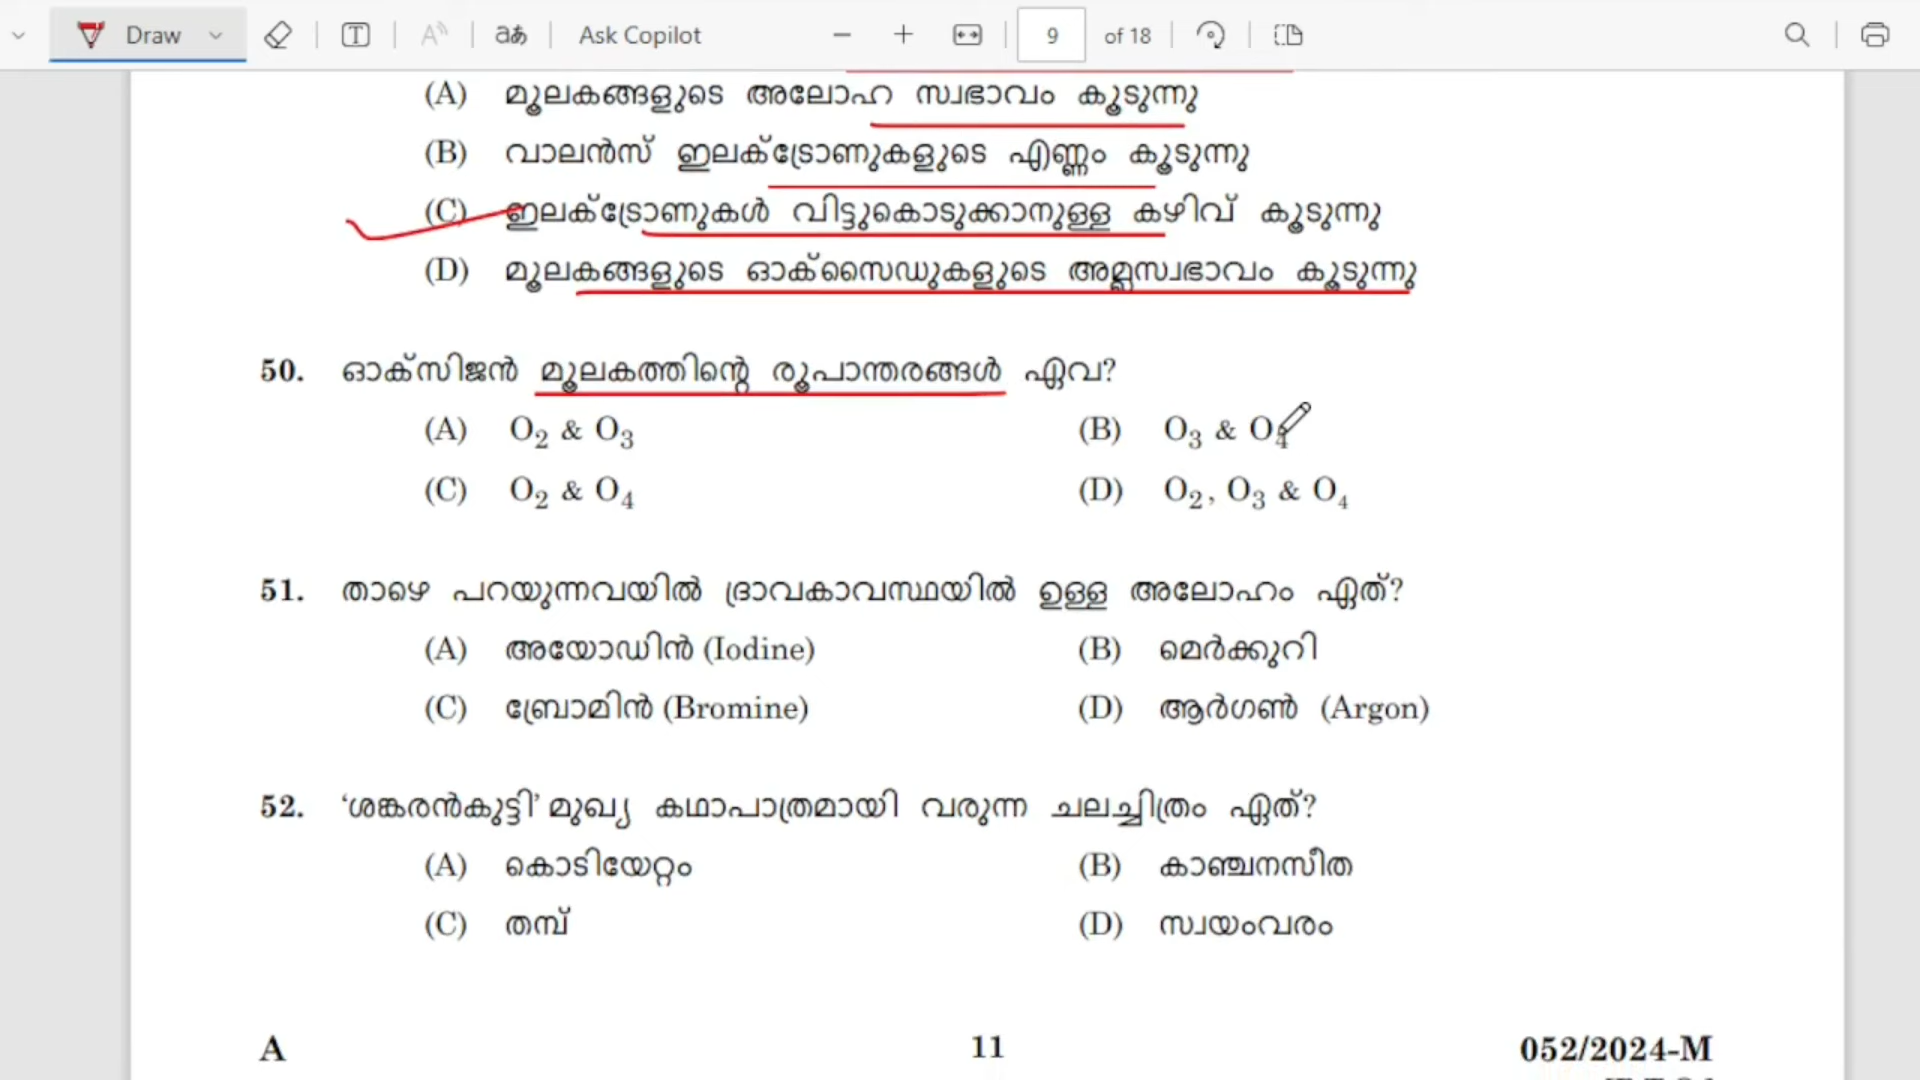 Draw
aあ
Ask Copilot
9 of 18
(A) മൂലകങ്ങളുടെ അലോഹ സ്വഭാവം കൂടുന്നു
(B) വാലൻസ് ഇലക്ട്രോണുകളുടെ എണ്ണം കൂടുന്നു
(C) ഇലക്ട്രോണുകൾ വിട്ടുകൊടുക്കാനുള്ള കഴിവ് കൂടുന്നു
(D) മൂലകങ്ങളുടെ ഓക്സൈഡുകളുടെ അമ്ലസ്വഭാവം കൂടുന്നു
50. ഓക്സിജൻ മൂലകത്തിന്റെ രൂപാന്തരങ്ങൾ ഏവ?
(A) O₂ & O₃ (B) O₃ & O₄
(C) O₂ & O₄ (D) O₂, O₃ & O₄
51. താഴെ പറയുന്നവയിൽ ദ്രാവകാവസ്ഥയിൽ ഉള്ള അലോഹം ഏത്?
(A) അയോഡിൻ (Iodine) (B) മെർക്കുറി
(C) ബ്രോമിൻ (Bromine) (D) ആർഗൺ (Argon)
52. ‘ശങ്കരൻകുട്ടി’ മുഖ്യ കഥാപാത്രമായി വരുന്ന ചലച്ചിത്രം ഏത്?
(A) കൊടിയേറ്റം (B) കാഞ്ചനസീത
(C) തമ്പ് (D) സ്വയംവരം
A 11 052/2024-M